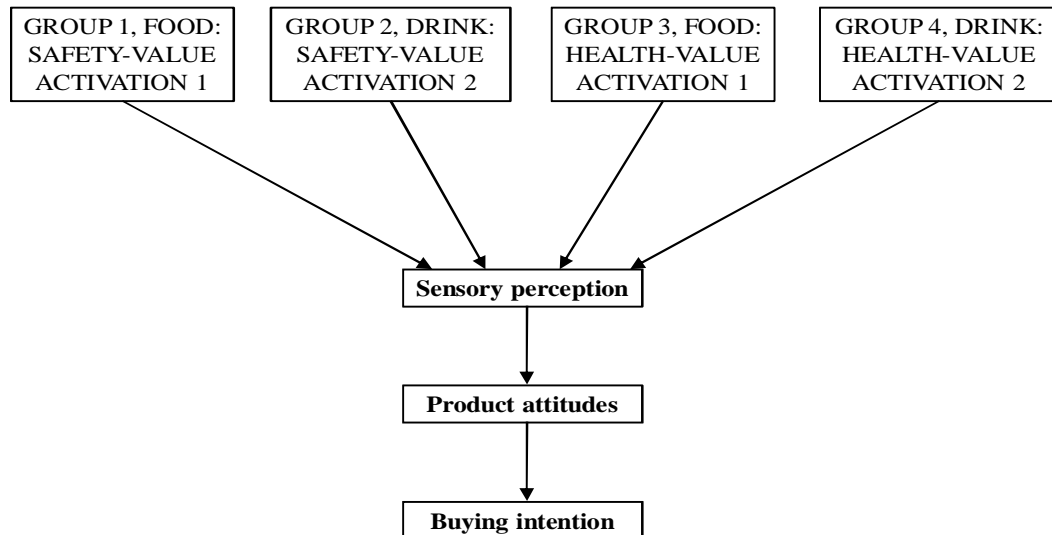 GROUP 1, FOOD:
SAFETY-VALUE
ACTIVATION 1
GROUP 2, DRINK:
SAFETY-VALUE
ACTIVATION 2
GROUP 3, FOOD:
HEALTH-VALUE
ACTIVATION 1
GROUP 4, DRINK:
HEALTH-VALUE
ACTIVATION 2
Sensory perception
Product attitudes
Buying intention